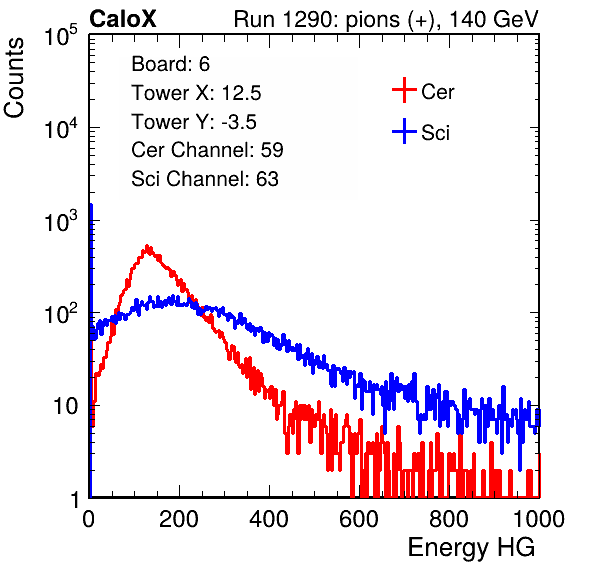 CaloX Run 1290: pions (+), 140 GeV
Counts
10^5
10^4
10^3
10^2
10
1
Board: 6
Tower X: 12.5
Tower Y: -3.5
Cer Channel: 59
Sci Channel: 63
Cer
Sci
0 200 400 600 800 1000
Energy HG